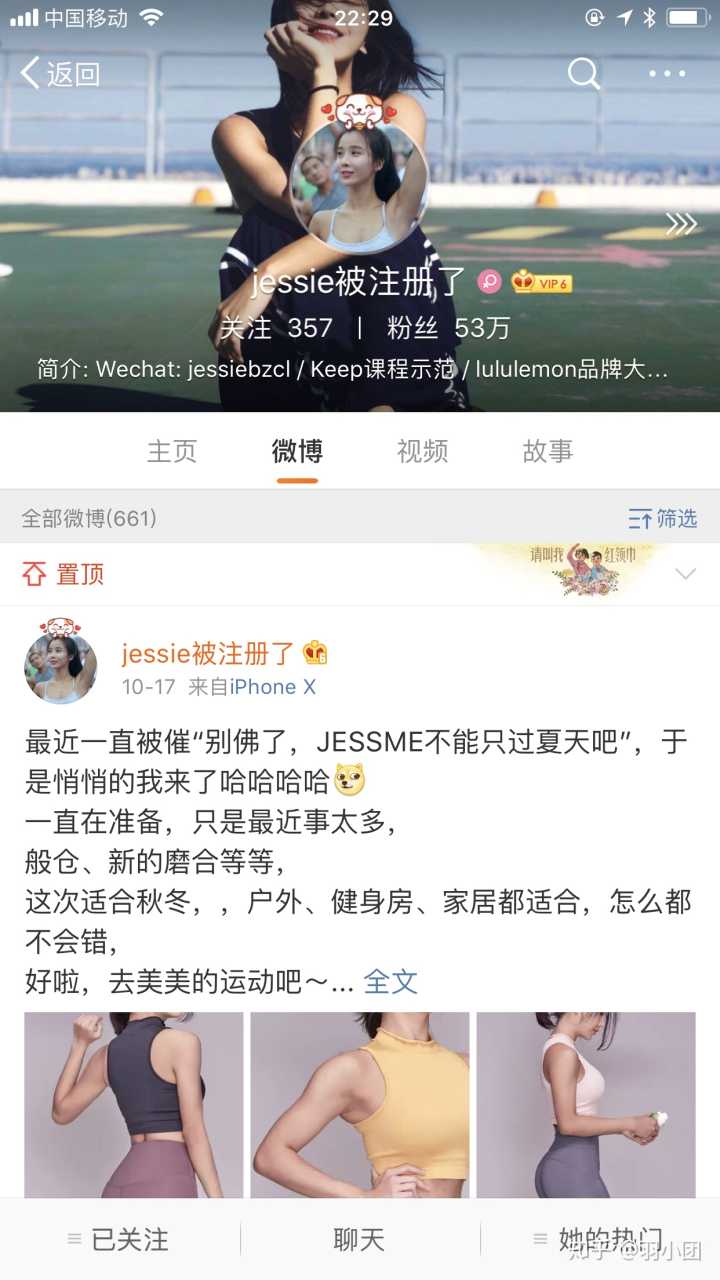 中国移动
22:29
返回
jessie被注册了
VIP 6
关注 357 | 粉丝 53万
简介: Wechat: jessiebzcl / Keep课程示范 / lululemon品牌大...
主页 微博 视频 故事
全部微博(661)
筛选
置顶
请叫我 红领巾
jessie被注册了
10-17 来自iPhone X
最近一直被催“别佛了，JESSME不能只过夏天吧”，于
是悄悄的我来了哈哈哈哈
一直在准备，只是最近事太多，
般仓、新的磨合等等，
这次适合秋冬，，户外、健身房、家居都适合，怎么都
不会错，
好啦，去美美的运动吧～... 全文
已关注 聊天 她的热门
知乎 @羽小团